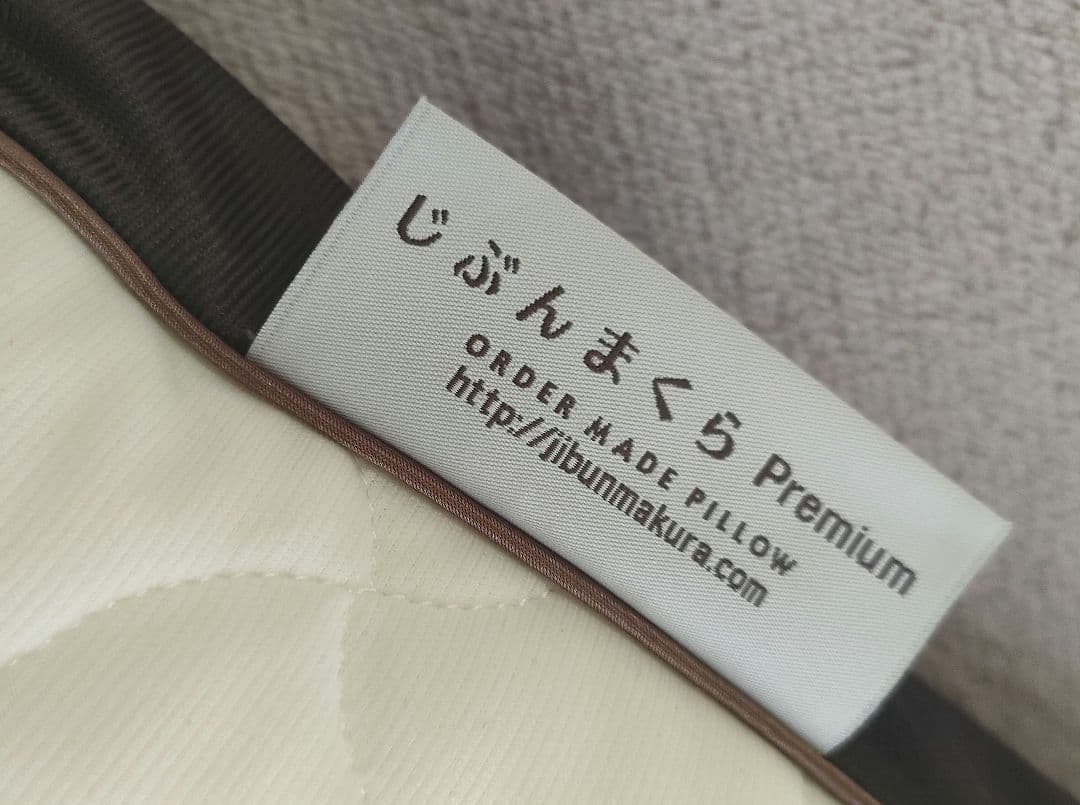 じぶんまくら Premium
ORDER MADE PILLOW
http://jibunmakura.com